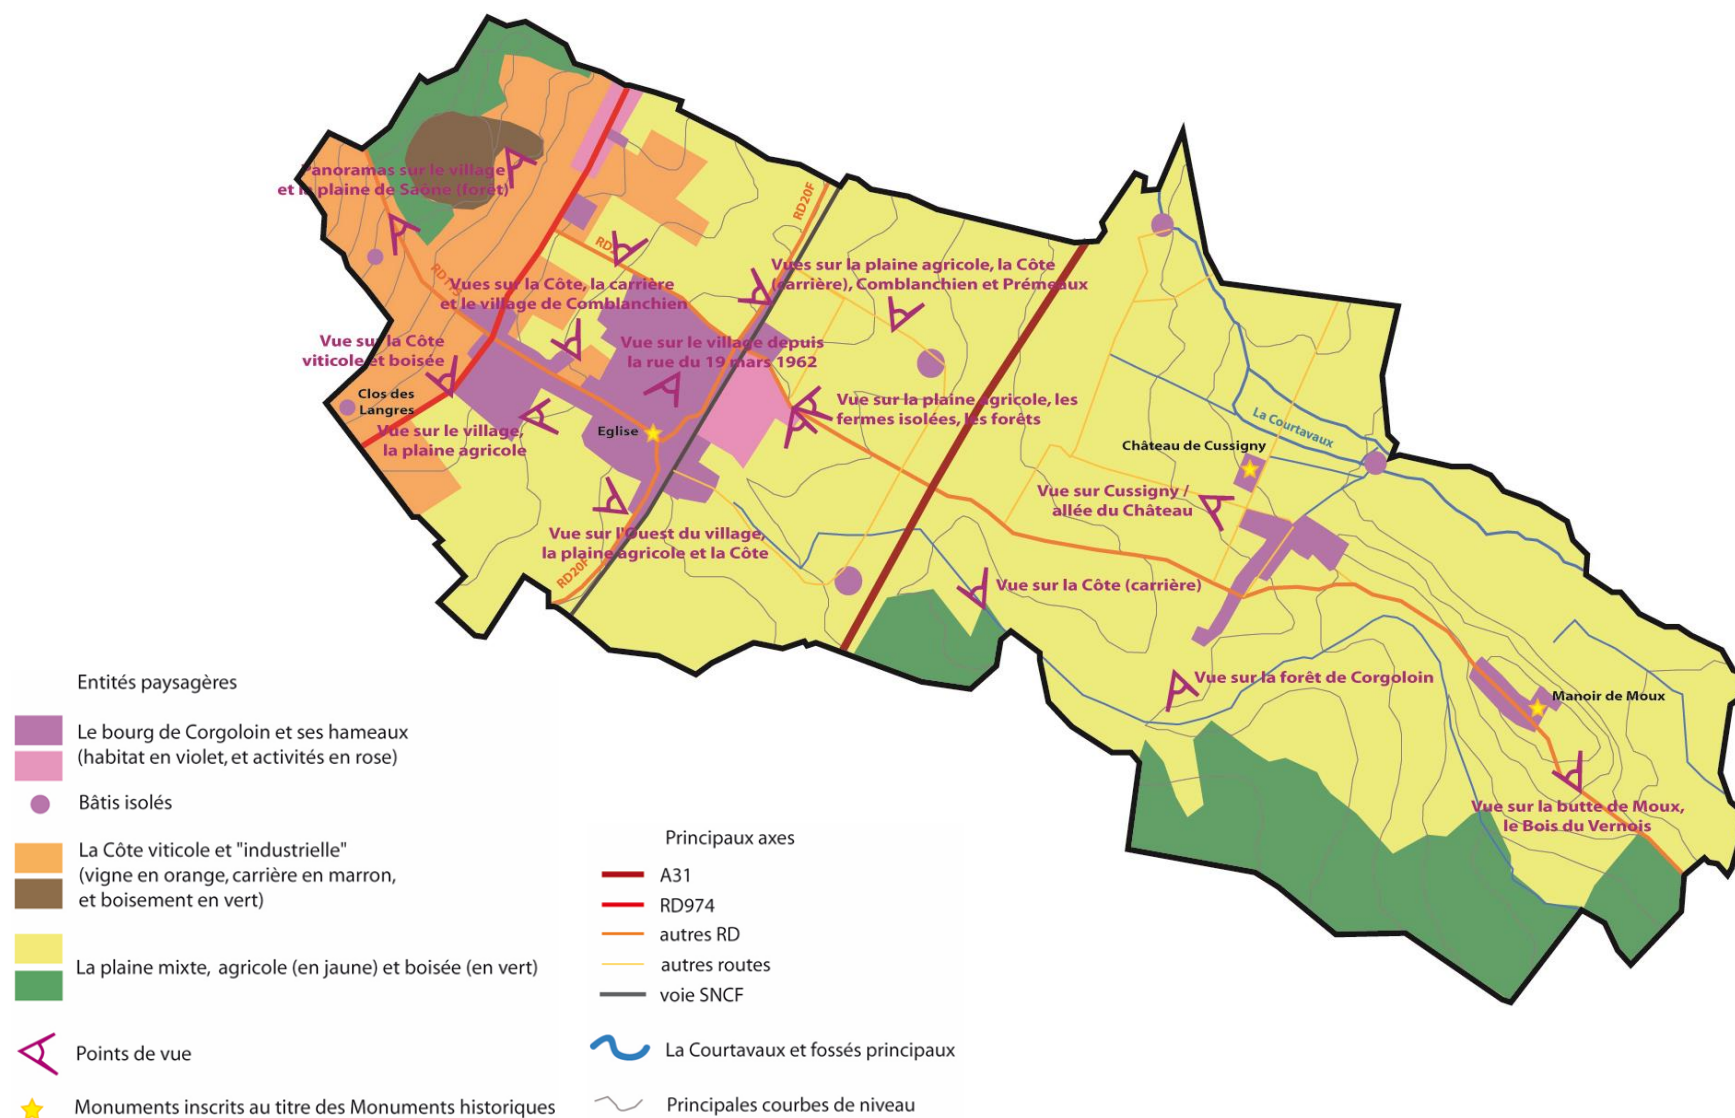 Panoramas sur le village
et la plaine de Saône (forêt)
RD20F
Vues sur la Côte, la carrière
et le village de Comblanchien
Vues sur la plaine agricole, la Côte
(carrière), Comblanchien et Prémeaux
Vue sur la Côte
viticole et boisée
Vue sur le village depuis
la rue du 19 mars 1962
Clos des
Langres
Eglise
Vue sur le village,
la plaine agricole
Vue sur la plaine agricole, les
fermes isolées, les forêts
La Courtavaux
Château de Cussigny
Vue sur Cussigny /
allée du Château
Vue sur l'Ouest du village,
la plaine agricole et la Côte
RD20F
Vue sur la Côte (carrière)
Vue sur la forêt de Corgoloin
Manoir de Moux
Vue sur la butte de Moux,
le Bois du Vernois
Entités paysagères
Le bourg de Corgoloin et ses hameaux
(habitat en violet, et activités en rose)
Bâtis isolés
La Côte viticole et "industrielle"
(vigne en orange, carrière en marron,
et boisement en vert)
La plaine mixte, agricole (en jaune) et boisée (en vert)
Points de vue
Monuments inscrits au titre des Monuments historiques
Principaux axes
A31
RD974
autres RD
autres routes
voie SNCF
La Courtavaux et fossés principaux
Principales courbes de niveau